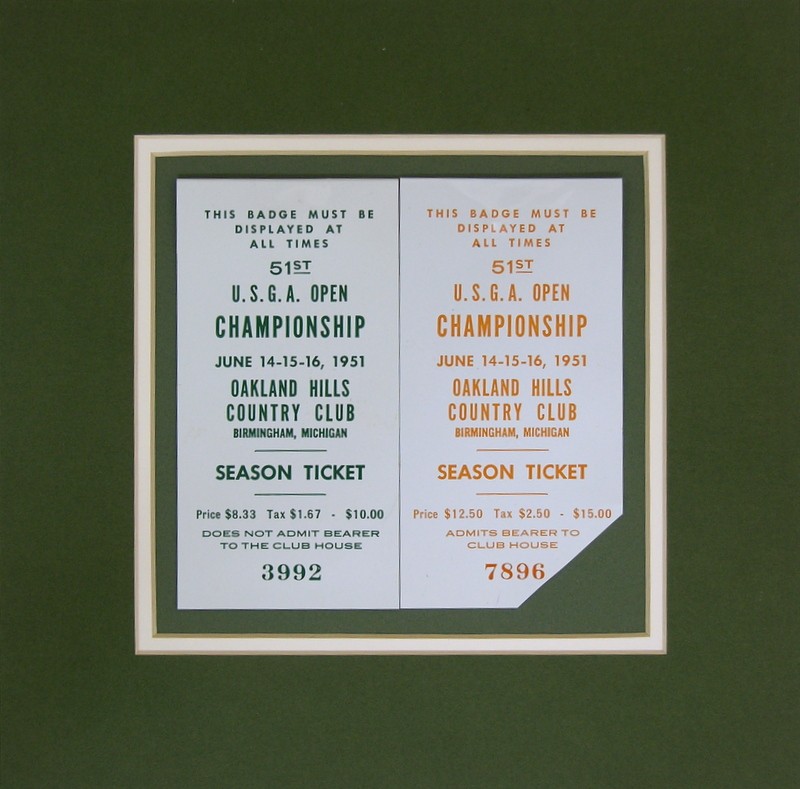 THIS BADGE MUST BE
DISPLAYED AT
ALL TIMES
51ST
U.S.G.A. OPEN
CHAMPIONSHIP
JUNE 14-15-16, 1951
OAKLAND HILLS
COUNTRY CLUB
BIRMINGHAM, MICHIGAN
SEASON TICKET
Price $8.33 Tax $1.67 - $10.00
DOES NOT ADMIT BEARER
TO THE CLUB HOUSE
3992
THIS BADGE MUST BE
DISPLAYED AT
ALL TIMES
51ST
U.S.G.A. OPEN
CHAMPIONSHIP
JUNE 14-15-16, 1951
OAKLAND HILLS
COUNTRY CLUB
BIRMINGHAM, MICHIGAN
SEASON TICKET
Price $12.50 Tax $2.50 - $15.00
ADMITS BEARER TO
CLUB HOUSE
7896